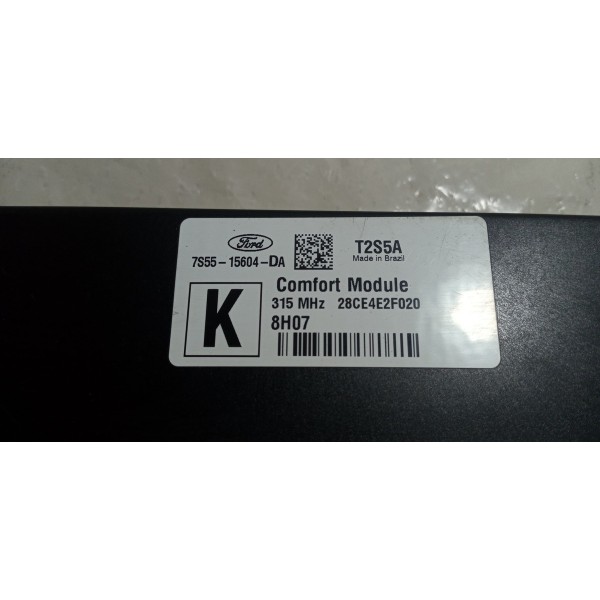 Ford
7S55-15604-DA
T2S5A
Made in Brazil
K
Comfort Module
315 MHz 28CE4E2F020
8H07